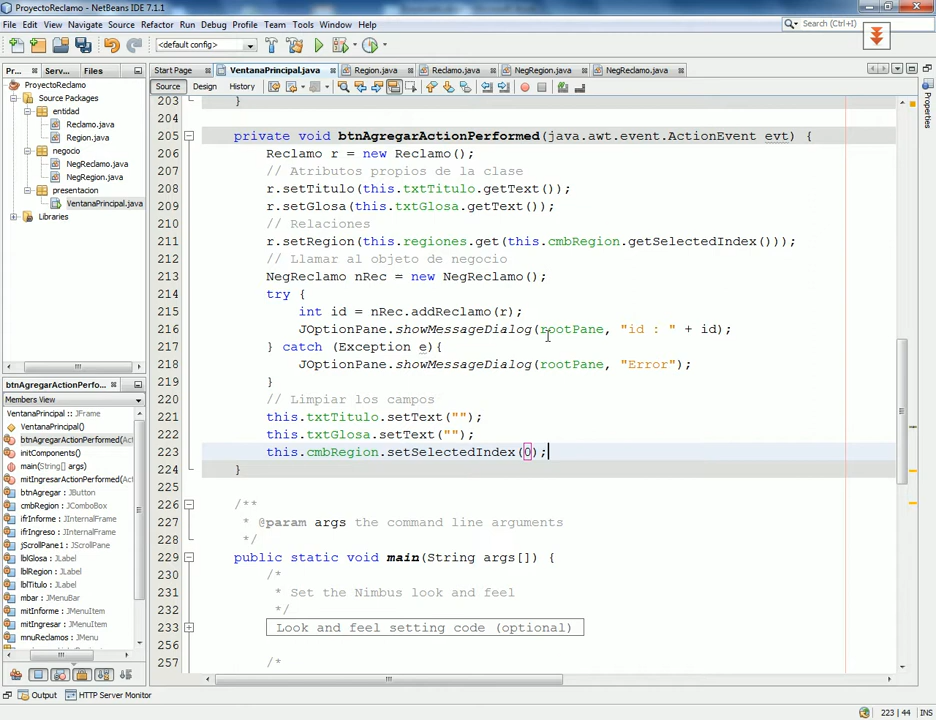 ProyectoReclamo - NetBeans IDE 7.1.1
File Edit View Navigate Source Refactor Run Debug Profile Team Tools Window Help
<default config>
Search (Ctrl+I)
Pr... Serv... Files
Start Page VentanaPrincipal.java Region.java Reclamo.java NegRegion.java NegReclamo.java
Source Design History
ProyectoReclamo
Source Packages
entidad
Reclamo.java
Region.java
negocio
NegReclamo.java
NegRegion.java
presentacion
VentanaPrincipal.java
Libraries
btnAgregarActionPerfo...
Members View
VentanaPrincipal :: JFrame
VentanaPrincipal()
btnAgregarActionPerformed(Ac
initComponents()
main(String[] args)
mitIngresarActionPerformed(Act
btnAgregar : JButton
cmbRegion : JComboBox
ifrInforme : JInternalFrame
ifrIngreso : JInternalFrame
jScrollPane1 : JScrollPane
lblGlosa : JLabel
lblRegion : JLabel
lblTitulo : JLabel
mbar : JMenuBar
mitInforme : JMenuItem
mitIngresar : JMenuItem
mnuReclamos : JMenu
203 }
204
205 private void btnAgregarActionPerformed(java.awt.event.ActionEvent evt) {
206 Reclamo r = new Reclamo();
207 // Atributos propios de la clase
208 r.setTitulo(this.txtTitulo.getText());
209 r.setGlosa(this.txtGlosa.getText());
210 // Relaciones
211 r.setRegion(this.regiones.get(this.cmbRegion.getSelectedIndex()));
212 // Llamar al objeto de negocio
213 NegReclamo nRec = new NegReclamo();
214 try {
215 int id = nRec.addReclamo(r);
216 JOptionPane.showMessageDialog(rootPane, "id : " + id);
217 } catch (Exception e){
218 JOptionPane.showMessageDialog(rootPane, "Error");
219 }
220 // Limpiar los campos
221 this.txtTitulo.setText("");
222 this.txtGlosa.setText("");
223 this.cmbRegion.setSelectedIndex(0);
224 }
225
226 /**
227 * @param args the command line arguments
228 */
229 public static void main(String args[]) {
230 /*
231 * Set the Nimbus look and feel
232 */
233 Look and feel setting code (optional)
256
257 /*
Properties
Output HTTP Server Monitor
223 | 44 INS